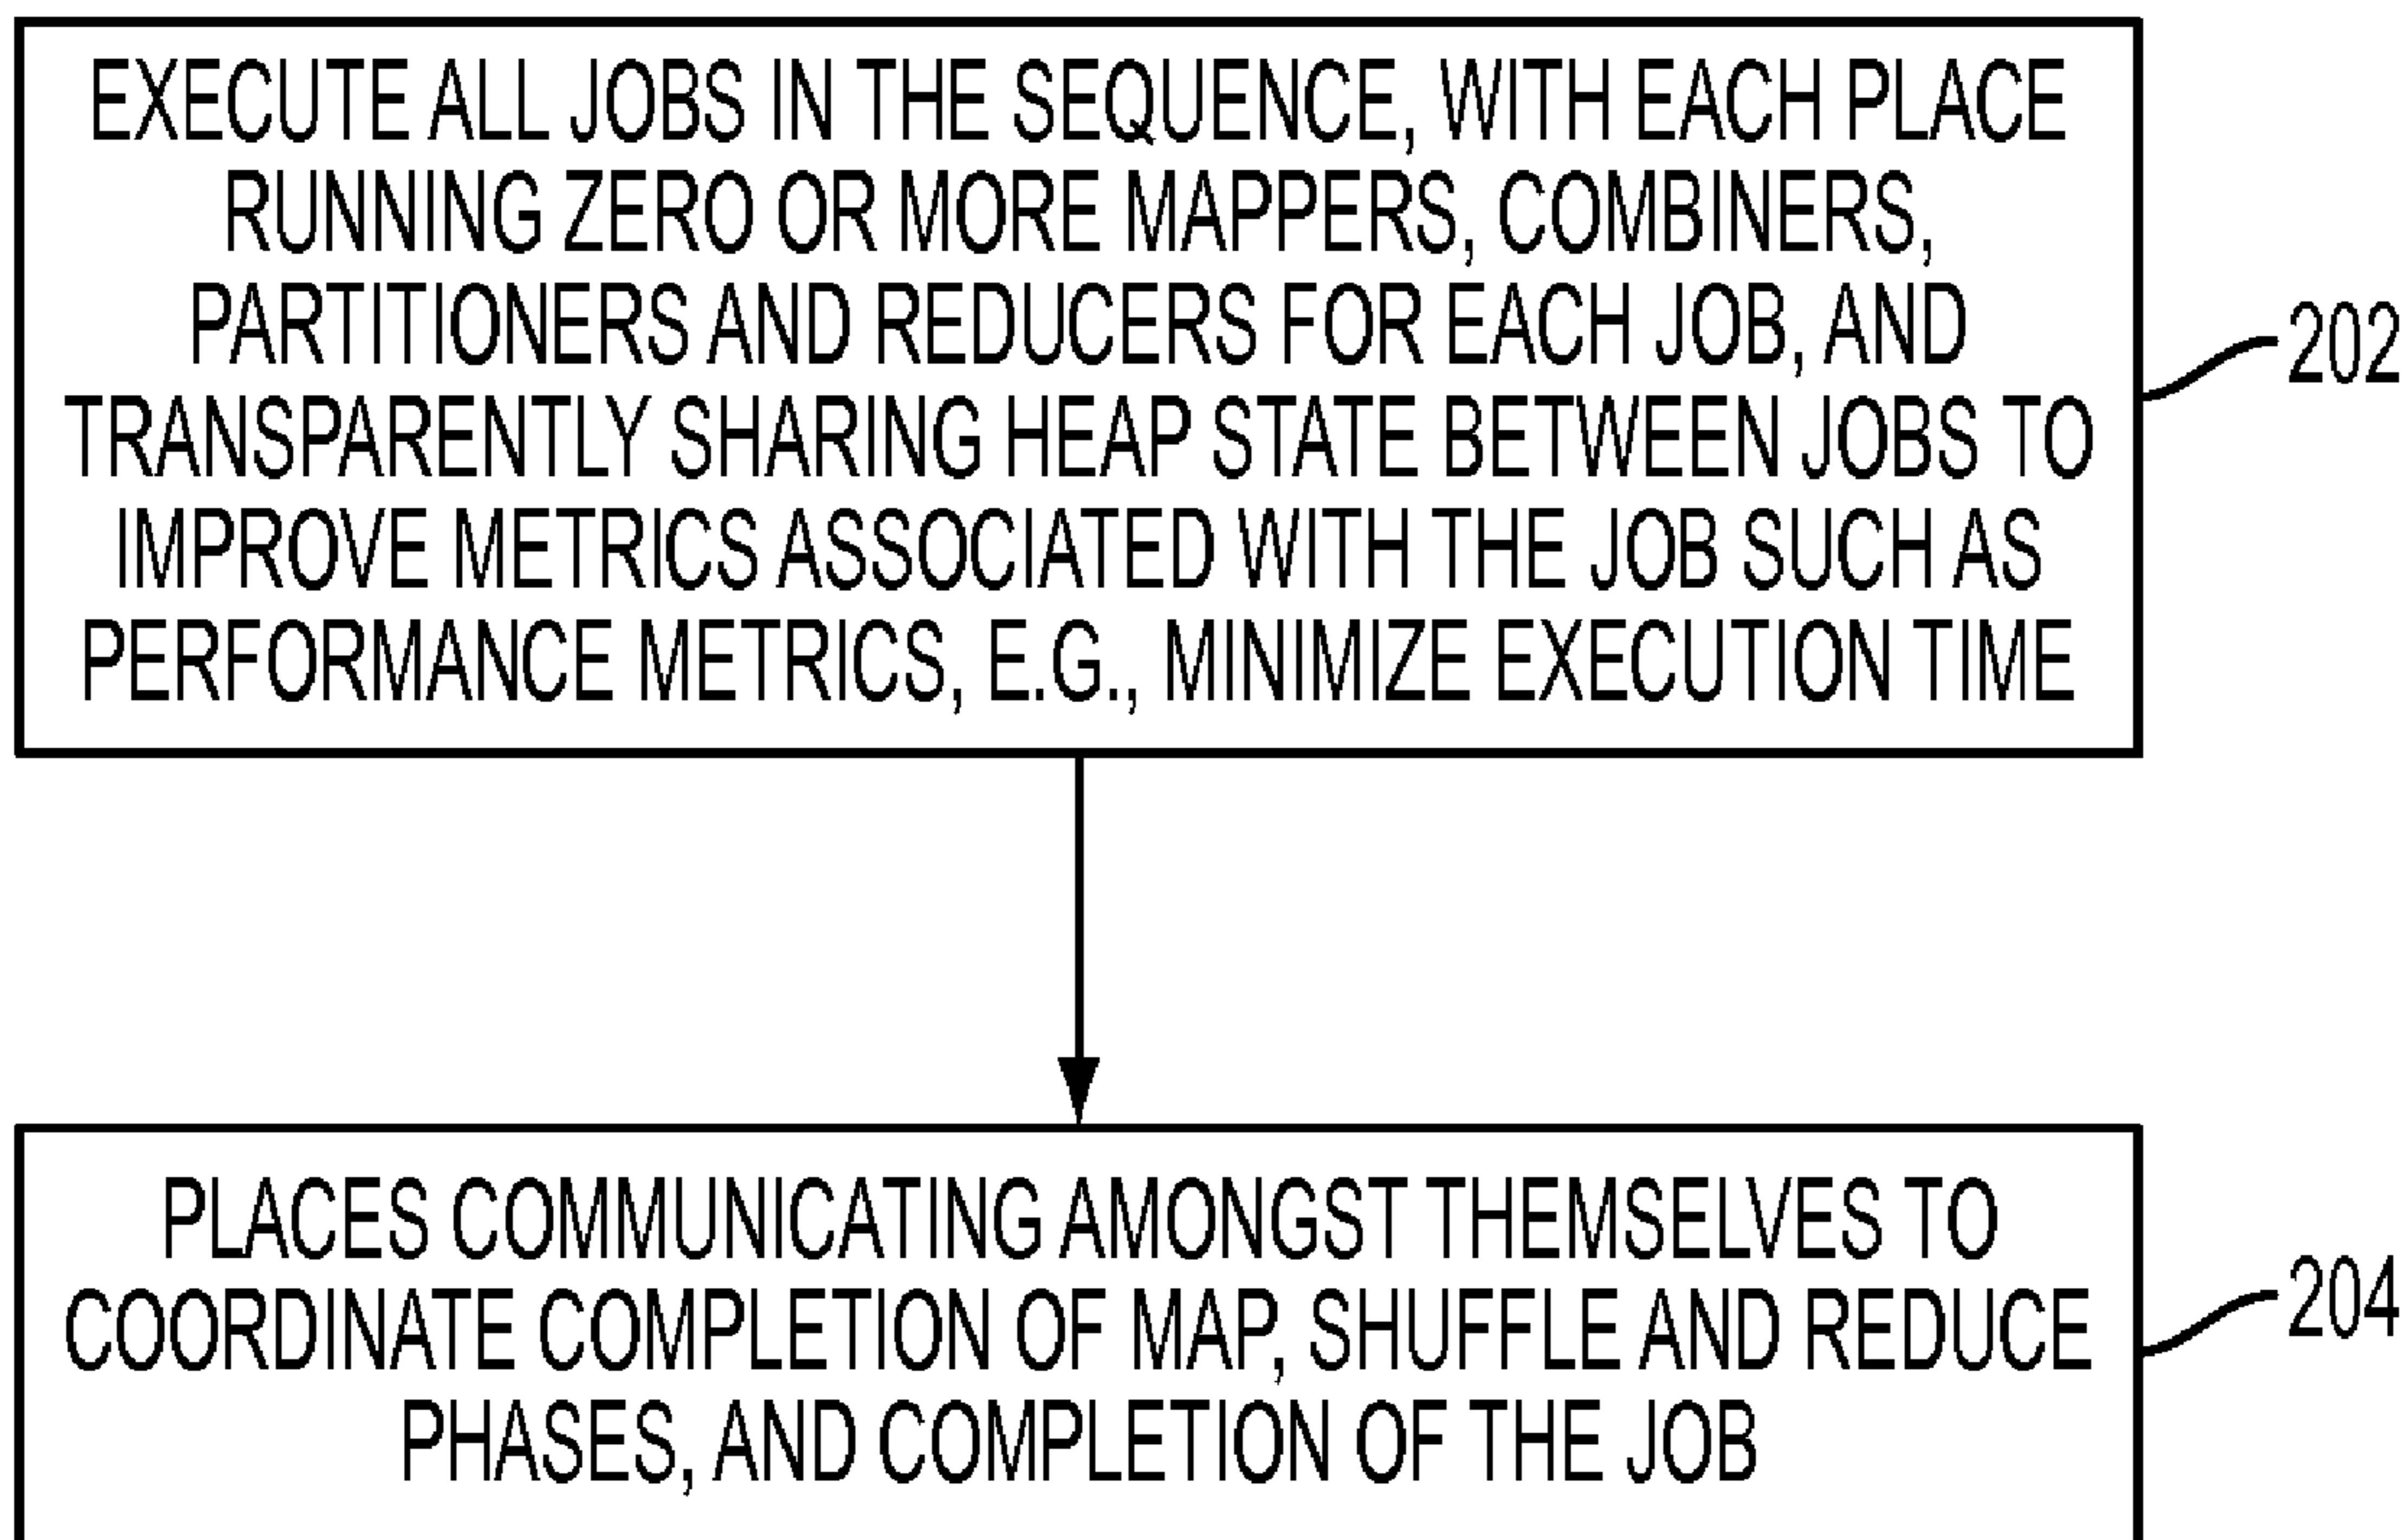 EXECUTE ALL JOBS IN THE SEQUENCE, WITH EACH PLACE
RUNNING ZERO OR MORE MAPPERS, COMBINERS,
PARTITIONERS AND REDUCERS FOR EACH JOB, AND
TRANSPARENTLY SHARING HEAP STATE BETWEEN JOBS TO
IMPROVE METRICS ASSOCIATED WITH THE JOB SUCH AS
PERFORMANCE METRICS, E.G., MINIMIZE EXECUTION TIME
202
PLACES COMMUNICATING AMONGST THEMSELVES TO
COORDINATE COMPLETION OF MAP, SHUFFLE AND REDUCE
PHASES, AND COMPLETION OF THE JOB
204